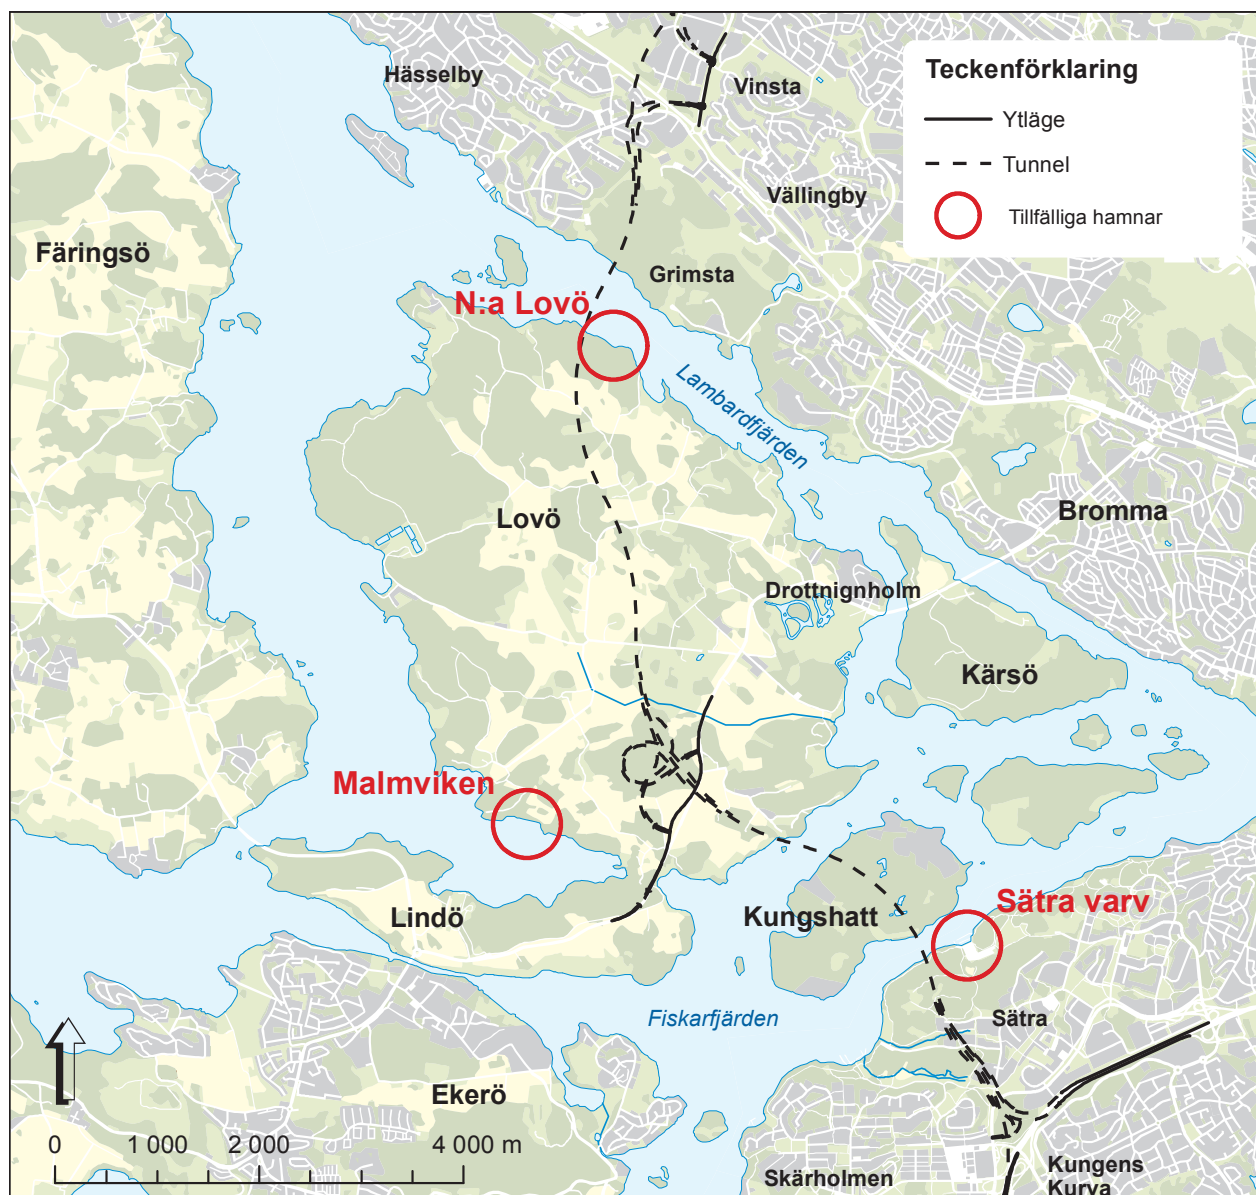 Teckenförklaring
Ytläge
Tunnel
Tillfälliga hamnar
Hässelby
Vinsta
Vällingby
Färingsö
Grimsta
N:a Lovö
Lambardfjärden
Lovö
Bromma
Drottnignholm
Kärsö
Malmviken
Lindö
Kungshatt
Sätra varv
Fiskarfjärden
Sätra
Ekerö
0 1 000 2 000 4 000 m
Skärholmen
Kungens
Kurva